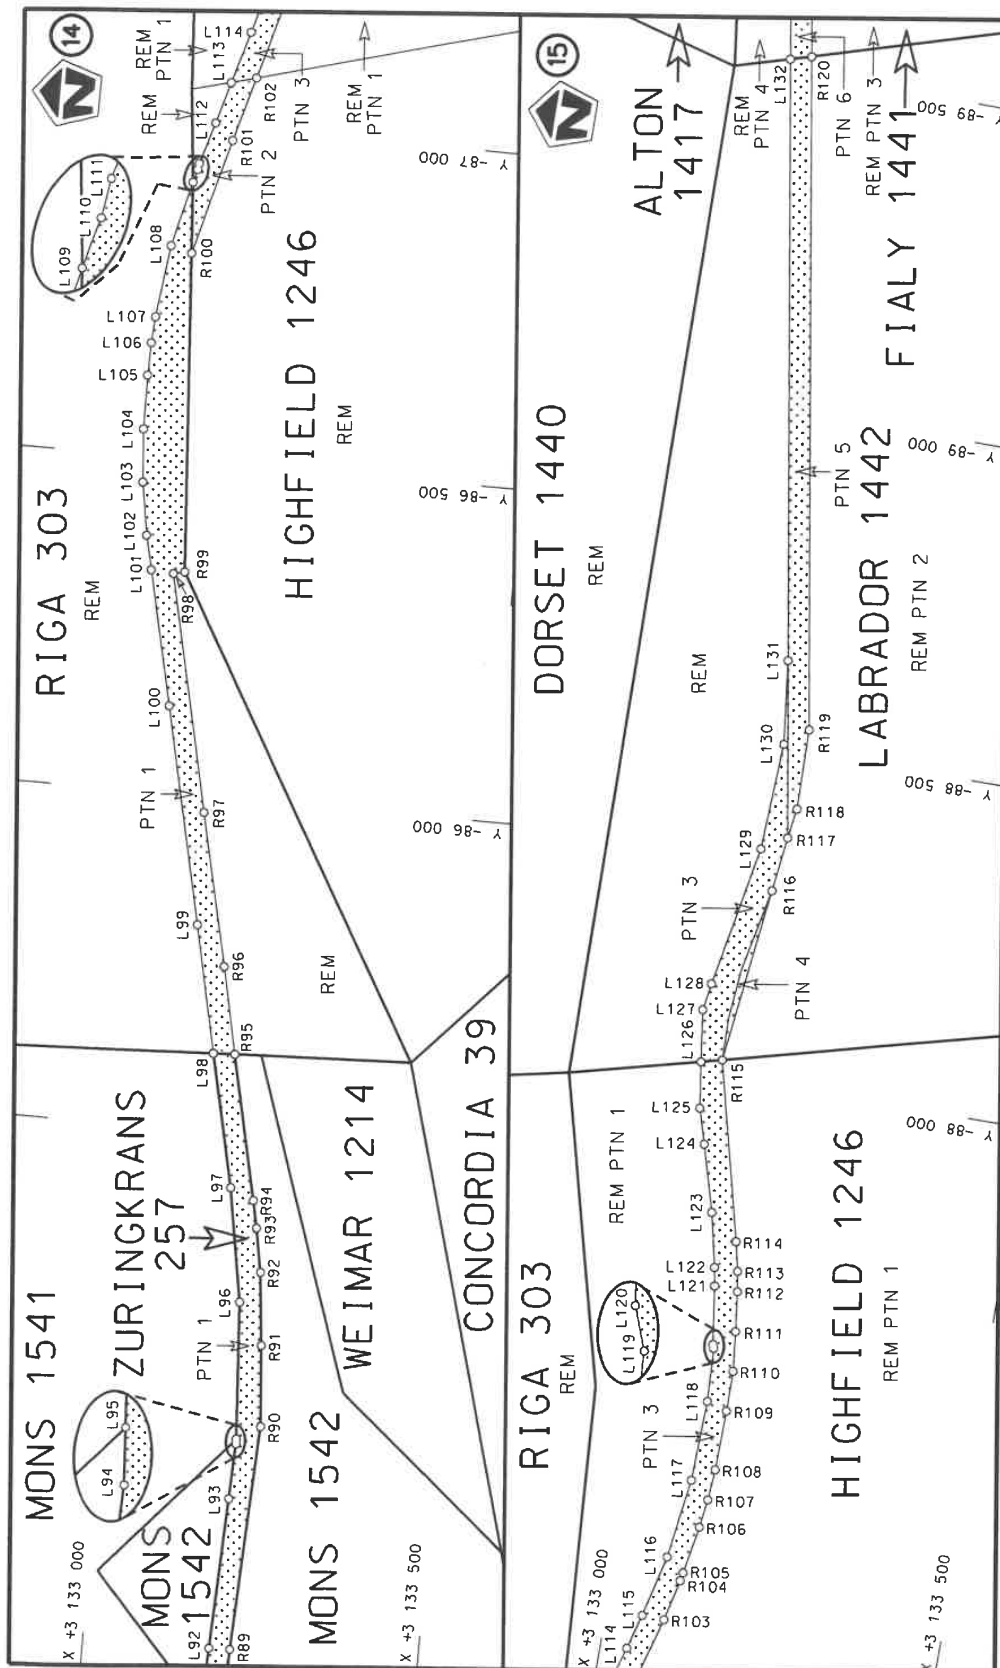 14
N
RIGA 303
REM
REM PTN 1
REM PTN 1
L109
L110
L111
L112
L113
L114
L108
L107
L106
L105
L104
L103
L102
L101
L100
L99
L98
R102
R101
R100
R99
R98
R97
R96
R95
PTN 1
PTN 2
PTN 3
REM PTN 1
HIGHFIELD 1246
REM
REM
Y -87 000
Y -86 500
Y -86 000
MONS 1541
ZURINGKRANS
257
PTN 1
L97
L96
L95
L94
L93
L92
R94
R93
R92
R91
R90
R89
MONS
1542
MONS 1542
WEIMAR 1214
CONCORDIA 39
X +3 133 000
X +3 133 500
15
N
ALTON
1417
DORSET 1440
REM
REM
REM PTN 4
PTN 6
REM PTN 3
FIALY 1441
LABRADOR 1442
REM PTN 2
PTN 5
PTN 3
PTN 4
L132
L131
L130
L129
L128
L127
L126
R120
R119
R118
R117
R116
R115
Y -89 500
Y -89 000
Y -88 500
Y -88 000
RIGA 303
REM
REM PTN 1
L125
L124
L123
L122
L121
L120
L119
L118
L117
L116
L115
L114
PTN 3
R114
R113
R112
R111
R110
R109
R108
R107
R106
R105
R104
R103
HIGHFIELD 1246
REM PTN 1
X +3 133 000
X +3 133 500